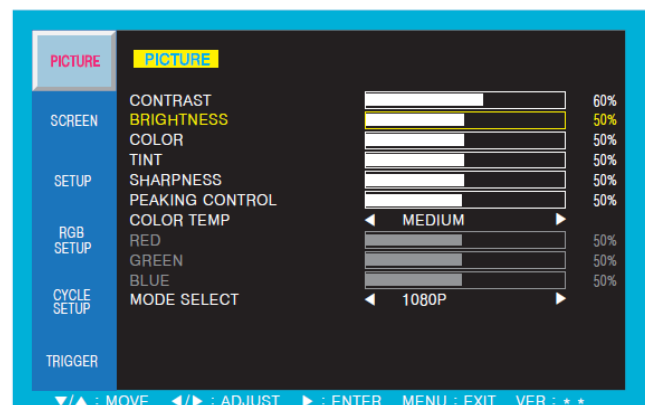 PICTURE
SCREEN
SETUP
RGB
SETUP
CYCLE
SETUP
TRIGGER
PICTURE
CONTRAST 60%
BRIGHTNESS 50%
COLOR 50%
TINT 50%
SHARPNESS 50%
PEAKING CONTROL 50%
COLOR TEMP ◀ MEDIUM ▶
RED 50%
GREEN 50%
BLUE 50%
MODE SELECT ◀ 1080P ▶
▼/▲ : MOVE ◀/▶ : ADJUST ▶ : ENTER MENU : EXIT VER : * *